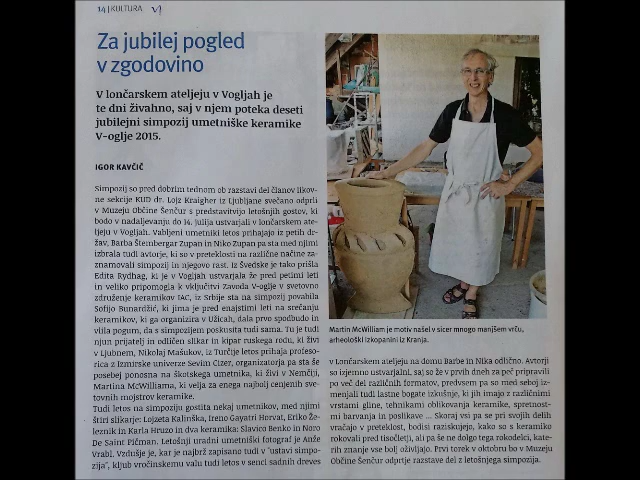 14 | KULTURA
Za jubilej pogled
v zgodovino
V lončarskem ateljeju v Vogljah je
te dni živahno, saj v njem poteka deseti
jubilejni simpozij umetniške keramike
V-oglje 2015.
IGOR KAVČIČ
Simpozij so pred dobrim tednom ob razstavi del članov likov-
ne sekcije KUD dr. Lojz Kraigher iz Ljubljane svečano odprli
v Muzeju Občine Šenčur s predstavitvijo letošnjih gostov, ki
bodo v nadaljevanju do 14. julija ustvarjali v lončarskem ate-
ljeju v Vogljah. Vabljeni umetniki letos prihajajo iz petih dr-
žav, Barba Štembergar Zupan in Niko Zupan pa sta med njimi
izbrala tudi avtorje, ki so v preteklosti na različne načine za-
znamovali simpozij in njegovo rast. Iz Švedske je tako prišla
Edita Rydhag, ki je v Vogljah ustvarjala že pred petimi leti
in veliko pripomogla k vključitvi Zavoda V-oglje v svetovno
združenje keramikov IAC, iz Srbije sta na simpozij povabila
Sofijo Bunardžić, ki jima je pred enajstimi leti na srečanju
keramikov, ki ga organizira v Užicah, dala prvo spodbudo in
vlila pogum, da s simpozijem poskusita tudi sama. Tu je tudi
njun prijatelj in odličen slikar in kipar ruskega rodu, ki živi
v Ljubnem, Nikolaj Mašukov, iz Turčije letos prihaja profeso-
rica z Izmirske univerze Sevim Cizer, organizatorja pa sta še
posebej ponosna na škotskega umetnika, ki živi v Nemčiji,
Martina McWilliama, ki velja za enega najbolj cenjenih sve-
tovnih mojstrov keramike.
Tudi letos na simpoziju gostita nekaj umetnikov, med njimi
štiri slikarje: Lojzeta Kalinška, Ireno Gayatri Horvat, Eriko Že-
leznik in Karla Hruzo in dva keramika: Slavico Benko in Noro
De Saint Pičman. Letošnji uradni umetniški fotograf je Anže
Vrabl. Vzdušje je, kar je najbrž zapisano tudi v "ustavi simpo-
zija", kljub vročinskemu valu tudi letos v senci sadnih dreves
Martin McWilliam je motiv našel v sicer mnogo manjšem vrču,
arheološki izkopanini iz Kranja.
v Lončarskem ateljeju na domu Barbe in Nika odlično. Avtorji
so izjemno ustvarjalni, saj so že v prvih dneh za peč pripravili
po več del različnih formatov, predvsem pa so med seboj iz-
menjali tudi lastne bogate izkušnje, ki jih imajo z različnimi
vrstami gline, tehnikami oblikovanja keramike, spretnost-
mi barvanja in poslikave ... Skoraj vsi pa se pri svojih delih
vračajo v preteklost, bodisi raziskujejo, kako so s keramiko
rokovali pred tisočletji, ali pa še ne dolgo tega rokodelci, kate-
rih znanje vse bolj oživljajo. Prvi torek v oktobru bo v Muzeju
Občine Šenčur odprtje razstave del z letošnjega simpozija.